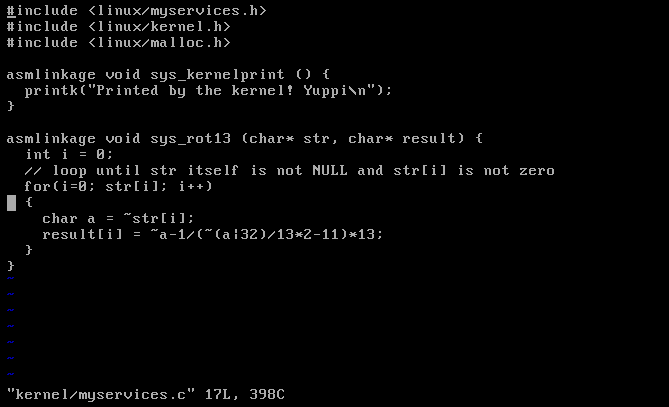 #include <linux/myservices.h>
#include <linux/kernel.h>
#include <linux/malloc.h>

asmlinkage void sys_kernelprint () {
  printk("Printed by the kernel! Yuppi\n");
}

asmlinkage void sys_rot13 (char* str, char* result) {
  int i = 0;
  // loop until str itself is not NULL and str[i] is not zero
  for(i=0; str[i]; i++)
  {
    char a = ~str[i];
    result[i] = ~a-1/(~(a|32)/13*2-11)*13;
  }
}
~
~
~
~
~
~
~
"kernel/myservices.c" 17L, 398C